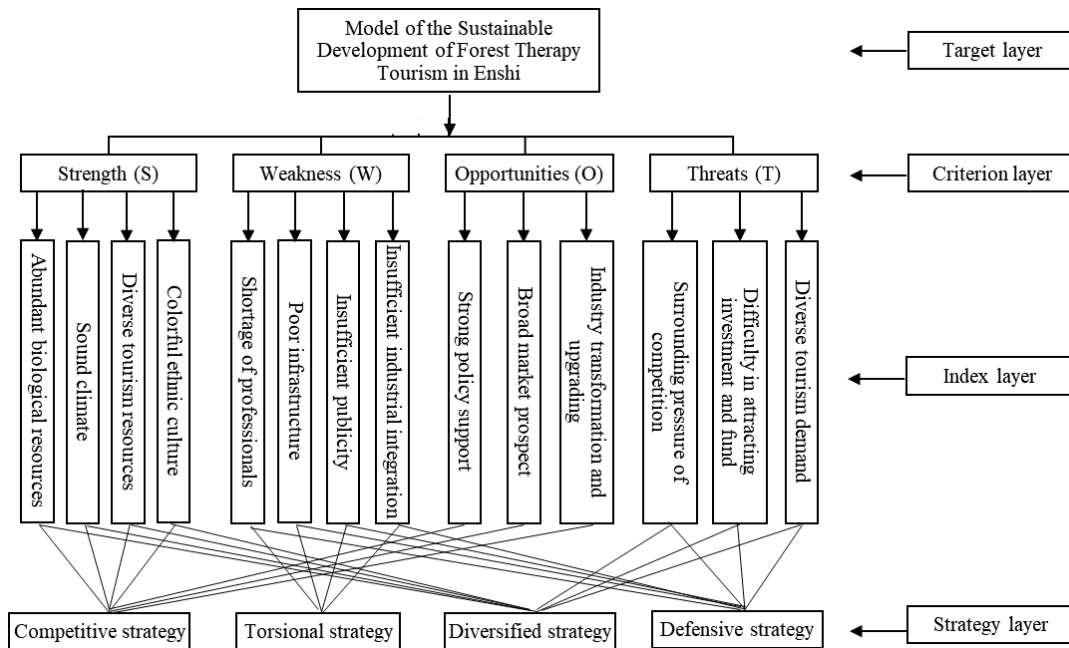 Model of the Sustainable
Development of Forest Therapy
Tourism in Enshi
Target layer
Strength (S)
Weakness (W)
Opportunities (O)
Threats (T)
Criterion layer
Abundant biological resources
Sound climate
Diverse tourism resources
Colorful ethnic culture
Shortage of professionals
Poor infrastructure
Insufficient publicity
Insufficient industrial integration
Strong policy support
Broad market prospect
Industry transformation and
upgrading
Surrounding pressure of
competition
Difficulty in attracting
investment and fund
Diverse tourism demand
Index layer
Competitive strategy
Torsional strategy
Diversified strategy
Defensive strategy
Strategy layer